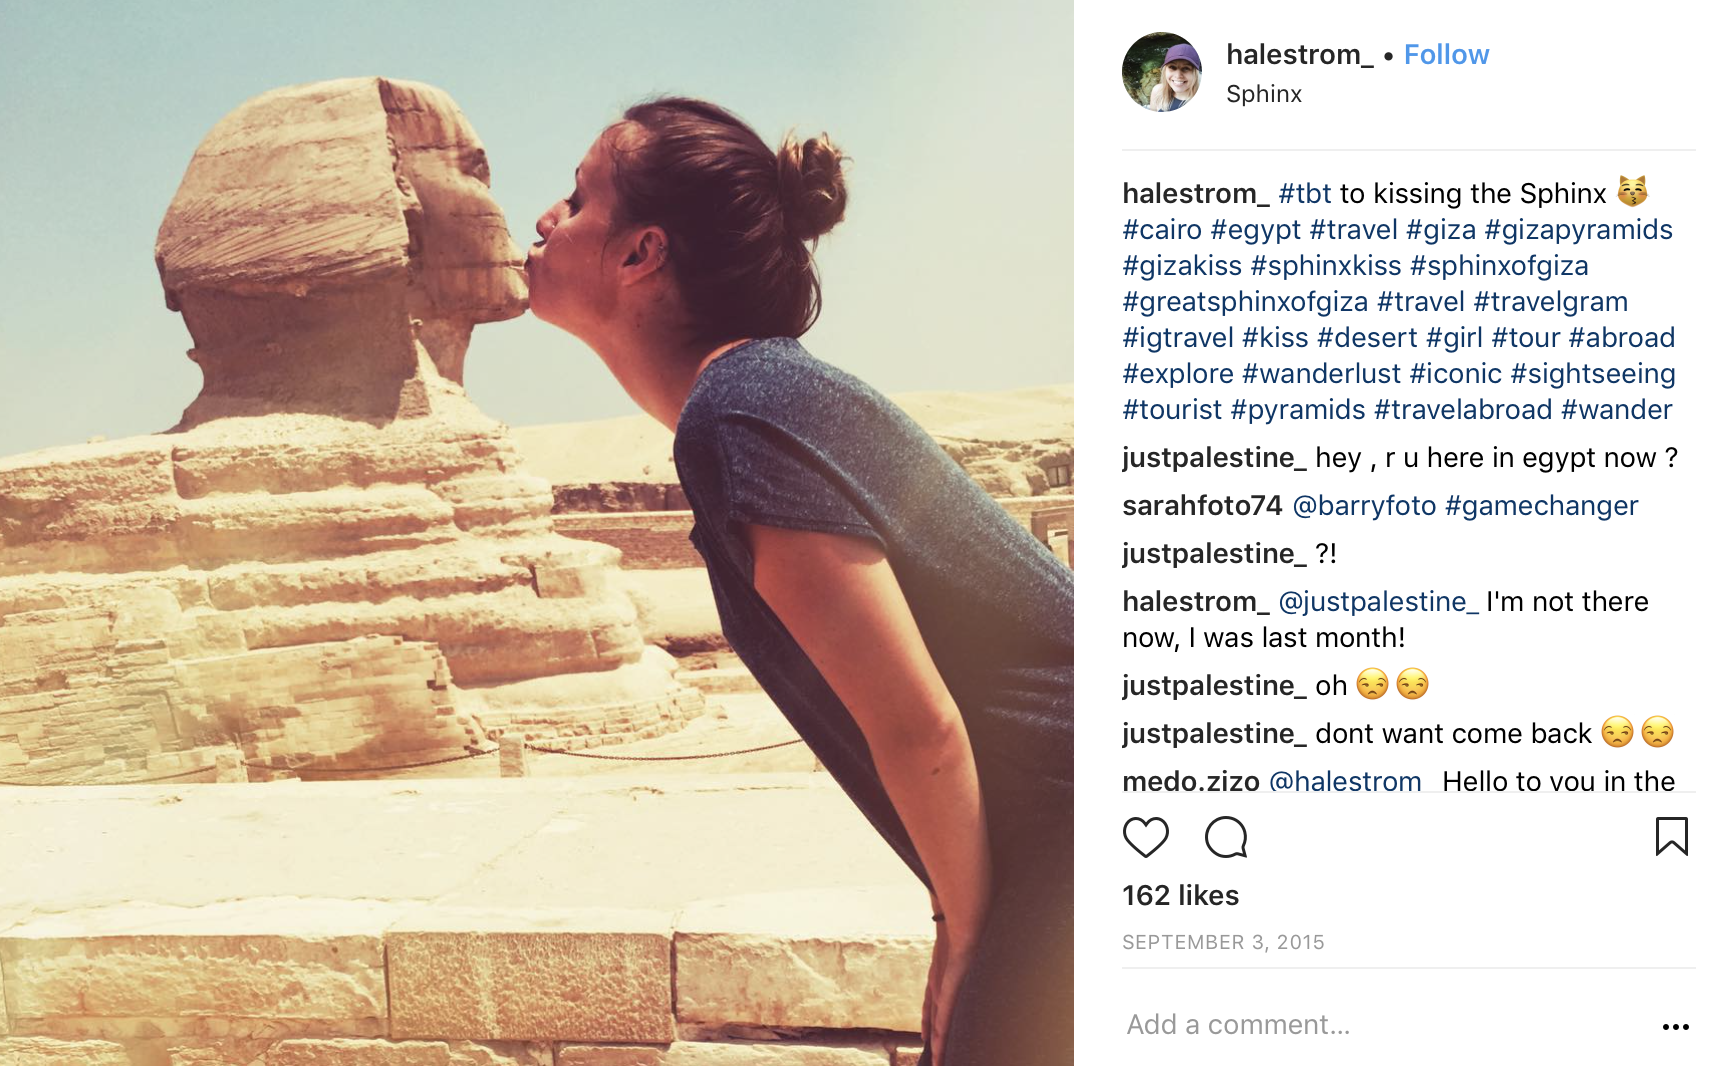 halestrom_ • Follow
Sphinx
halestrom_ #tbt to kissing the Sphinx 😽
#cairo #egypt #travel #giza #gizapyramids
#gizakiss #sphinxkiss #sphinxofgiza
#greatsphinxofgiza #travel #travelgram
#igtravel #kiss #desert #girl #tour #abroad
#explore #wanderlust #iconic #sightseeing
#tourist #pyramids #travelabroad #wander
justpalestine_ hey , r u here in egypt now ?
sarahfoto74 @barryfoto #gamechanger
justpalestine_ ?!
halestrom_ @justpalestine_ I'm not there
now, I was last month!
justpalestine_ oh 😒😒
justpalestine_ dont want come back 😒😒
medo.zizo @halestrom Hello to you in the
162 likes
SEPTEMBER 3, 2015
Add a comment...